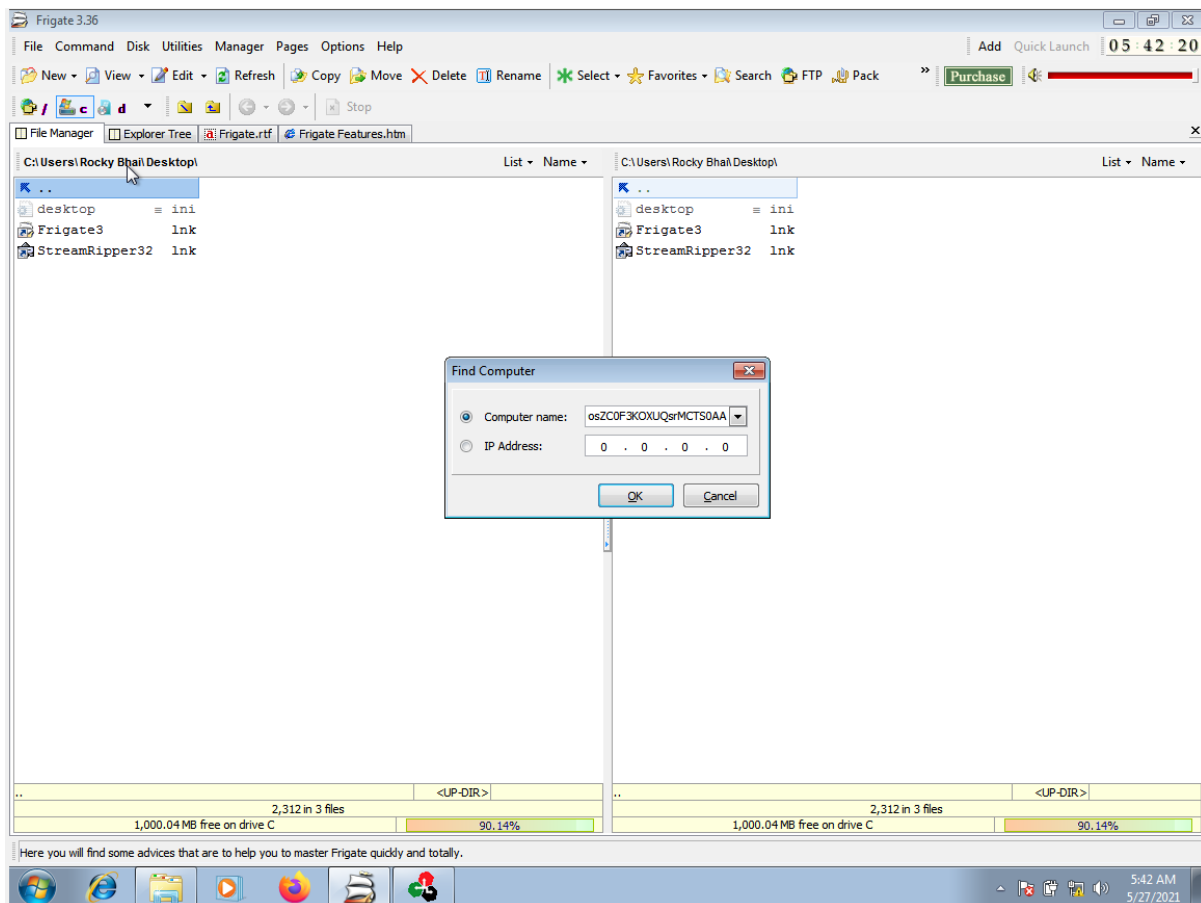 Frigate 3.36
File Command Disk Utilities Manager Pages Options Help Add Quick Launch 05:42:20
New View Edit Refresh Copy Move Delete Rename Select Favorites Search FTP Pack » Purchase
/ c d Stop
File Manager Explorer Tree Frigate.rtf Frigate Features.htm
C:\Users\Rocky Bhai\Desktop\ List Name C:\Users\Rocky Bhai\Desktop\ List Name
.. ..
desktop ≡ ini desktop ≡ ini
Frigate3 lnk Frigate3 lnk
StreamRipper32 lnk StreamRipper32 lnk
Find Computer
Computer name: osZC0F3KOXUQsrMCTS0AA
IP Address: 0 . 0 . 0 . 0
OK Cancel
.. <UP-DIR> .. <UP-DIR>
2,312 in 3 files 2,312 in 3 files
1,000.04 MB free on drive C 90.14% 1,000.04 MB free on drive C 90.14%
Here you will find some advices that are to help you to master Frigate quickly and totally.
5:42 AM
5/27/2021